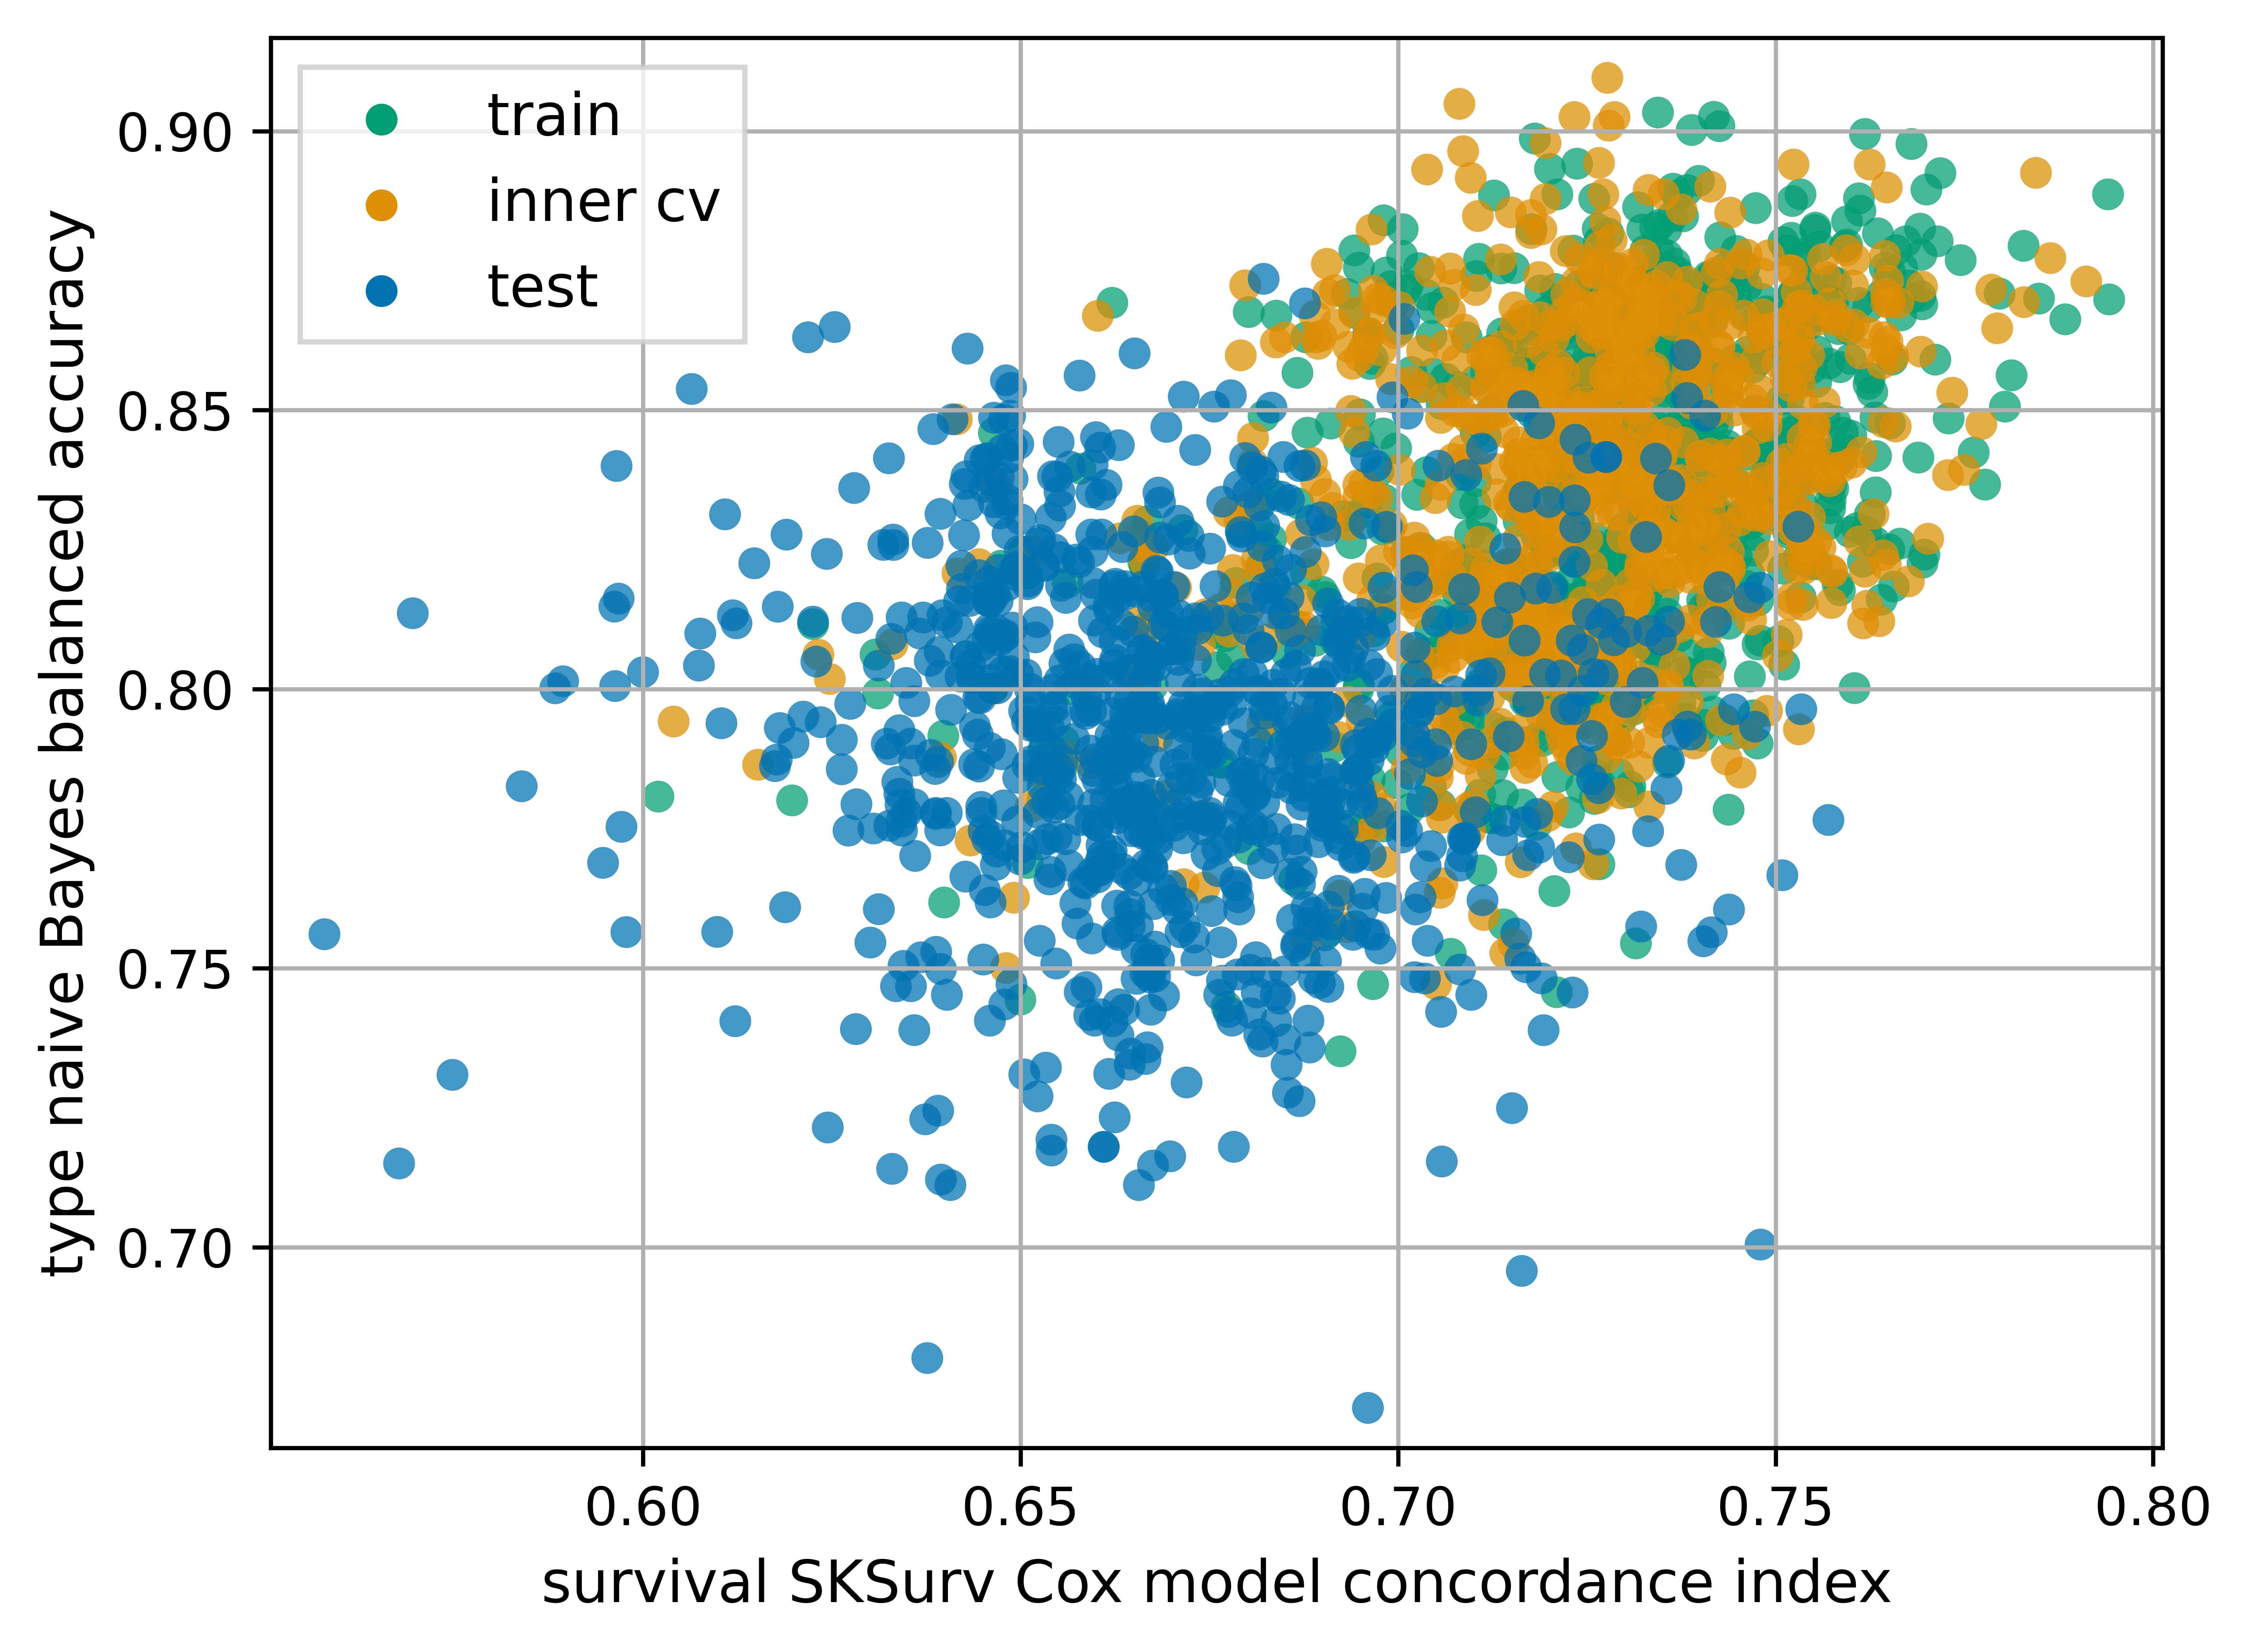 train
inner cv
test
type naive Bayes balanced accuracy
0.90
0.85
0.80
0.75
0.70
0.60
0.65
0.70
0.75
0.80
survival SKSurv Cox model concordance index